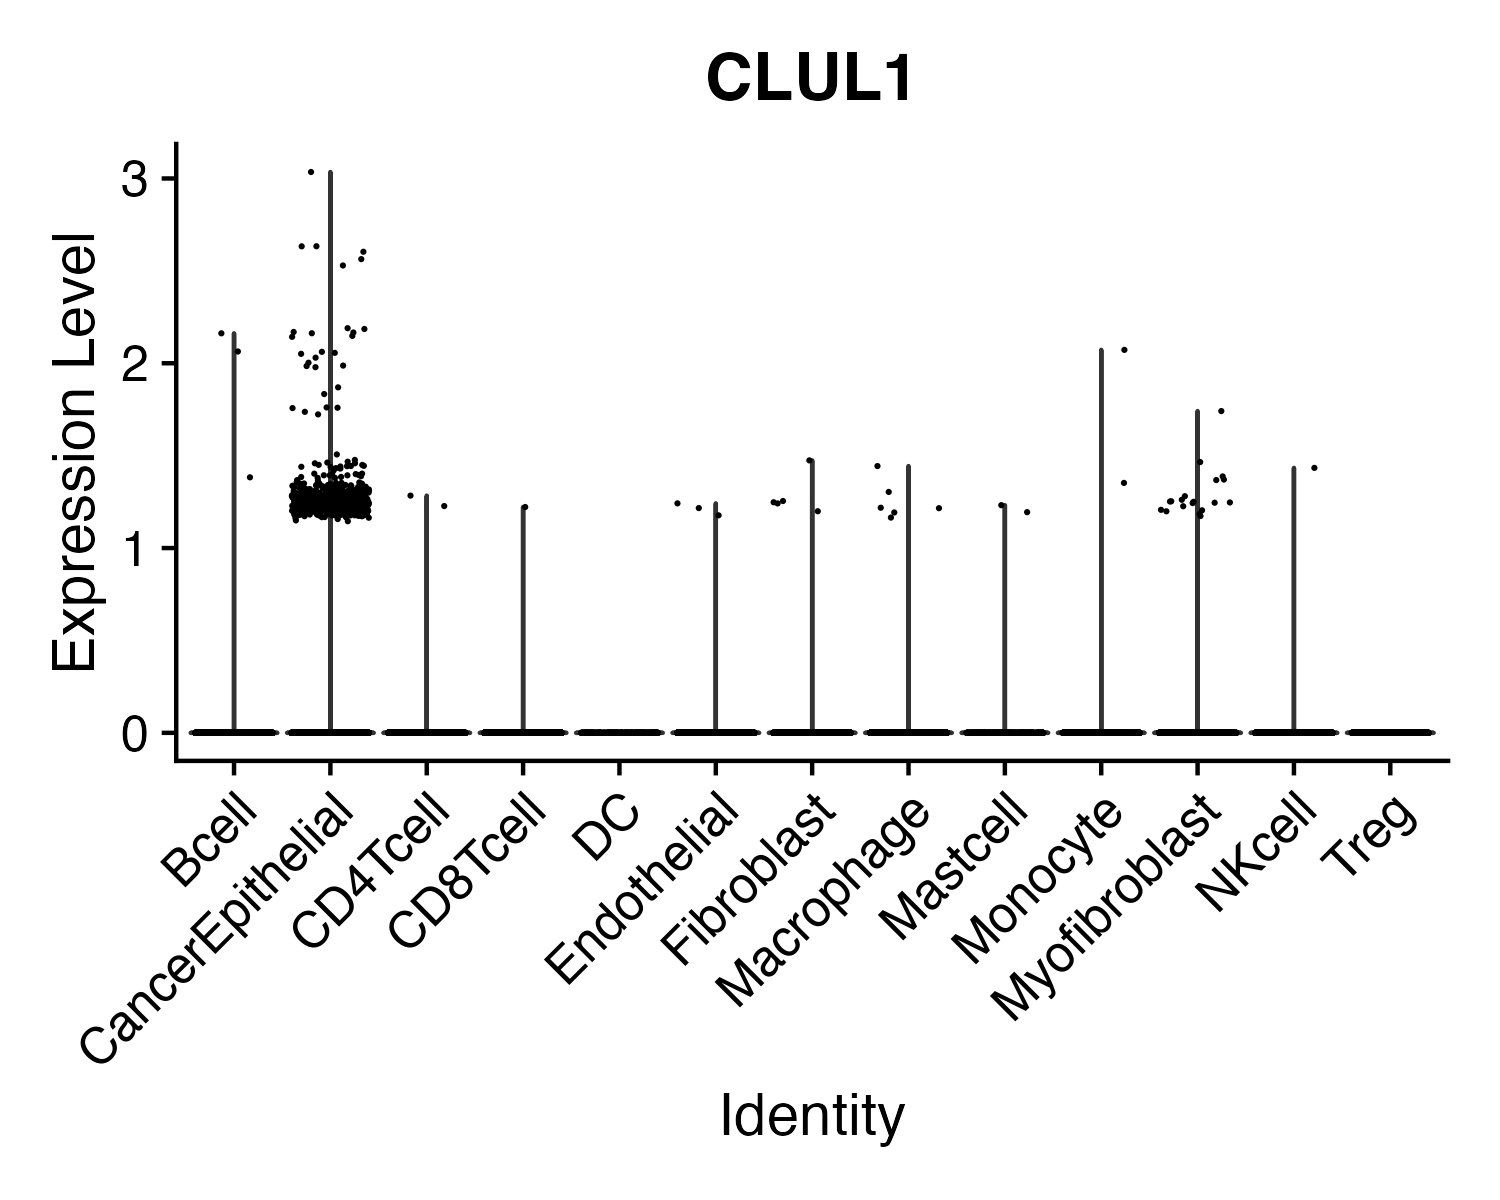 CLUL1
Expression Level
3
2
1
0
Bcell
CancerEpithelial
CD4Tcell
CD8Tcell
DC
Endothelial
Fibroblast
Macrophage
Mastcell
Monocyte
Myofibroblast
NKcell
Treg
Identity